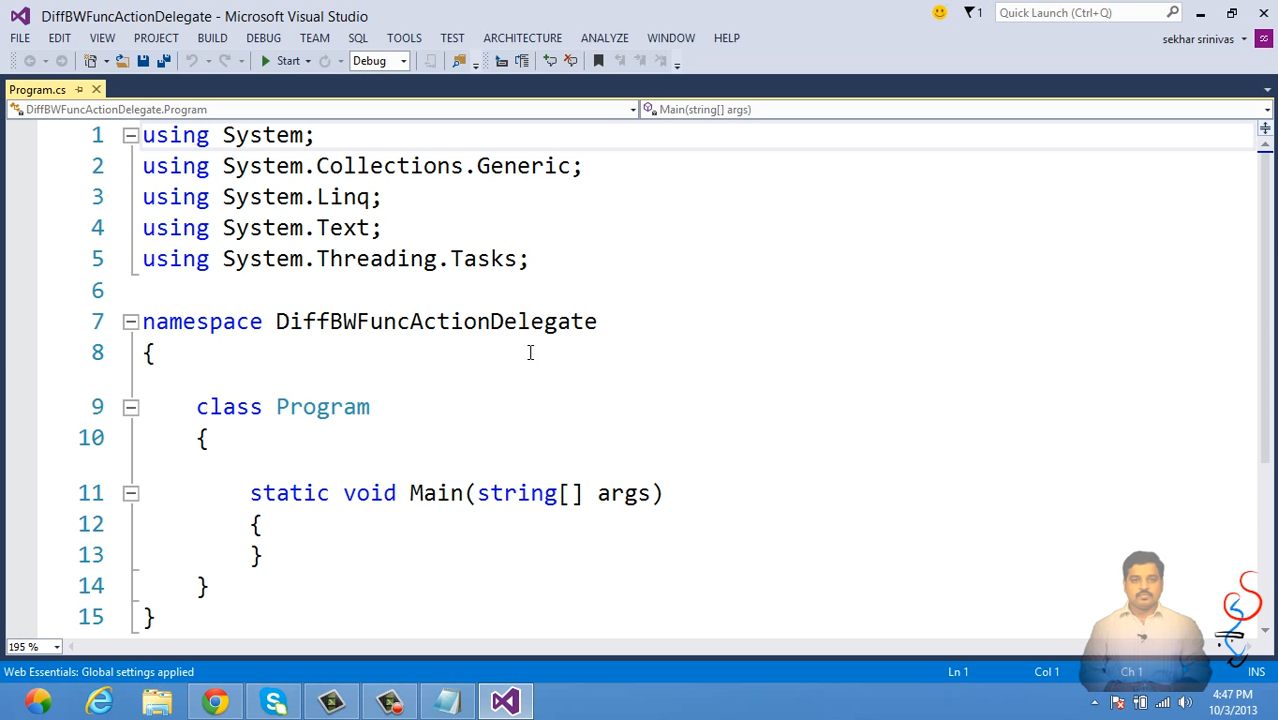 DiffBWFuncActionDelegate - Microsoft Visual Studio
1
Quick Launch (Ctrl+Q)
FILE EDIT VIEW PROJECT BUILD DEBUG TEAM SQL TOOLS TEST ARCHITECTURE ANALYZE WINDOW HELP
sekhar srinivas
SS
Start
Debug
Program.cs
DiffBWFuncActionDelegate.Program
Main(string[] args)
1 using System;
2 using System.Collections.Generic;
3 using System.Linq;
4 using System.Text;
5 using System.Threading.Tasks;
6
7 namespace DiffBWFuncActionDelegate
8 {
9 class Program
10 {
11 static void Main(string[] args)
12 {
13 }
14 }
15 }
195 %
Web Essentials: Global settings applied
Ln 1
Col 1
Ch 1
INS
4:47 PM
10/3/2013